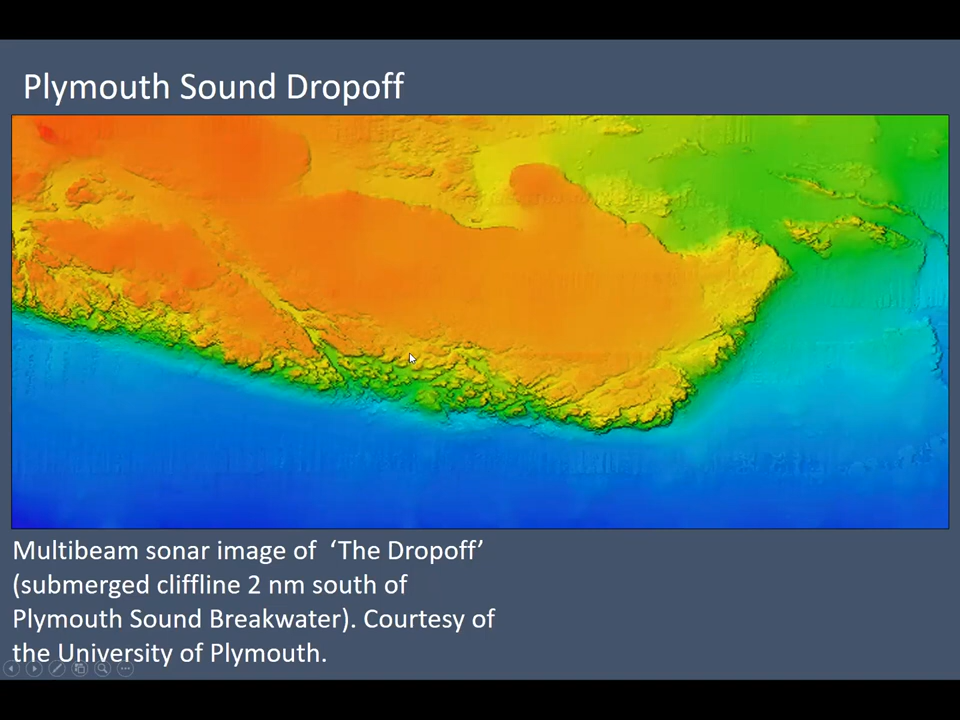 Plymouth Sound Dropoff
Multibeam sonar image of ‘The Dropoff’
(submerged cliffline 2 nm south of
Plymouth Sound Breakwater). Courtesy of
the University of Plymouth.